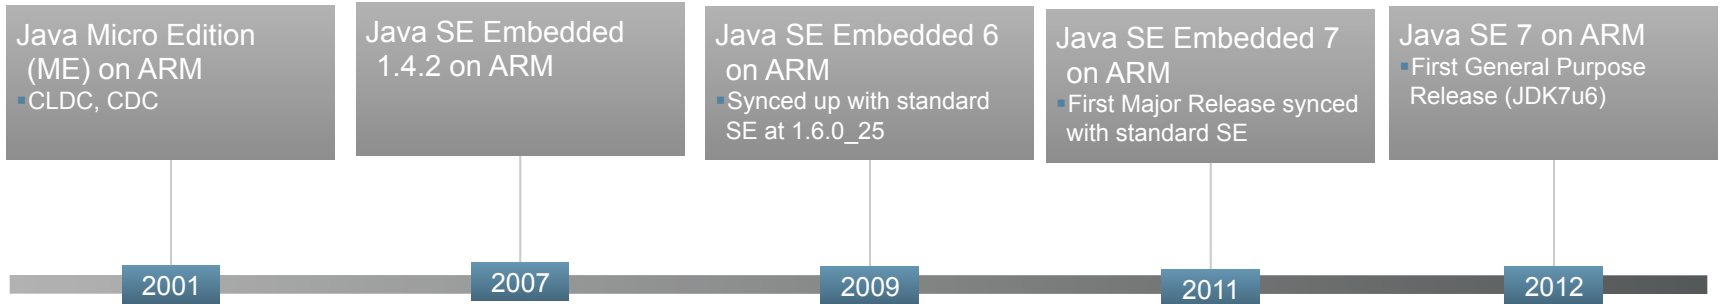 Java Micro Edition
(ME) on ARM
▪CLDC, CDC
Java SE Embedded
1.4.2 on ARM
Java SE Embedded 6
on ARM
▪Synced up with standard
SE at 1.6.0_25
Java SE Embedded 7
on ARM
▪First Major Release synced
with standard SE
Java SE 7 on ARM
▪First General Purpose
Release (JDK7u6)
2001
2007
2009
2011
2012